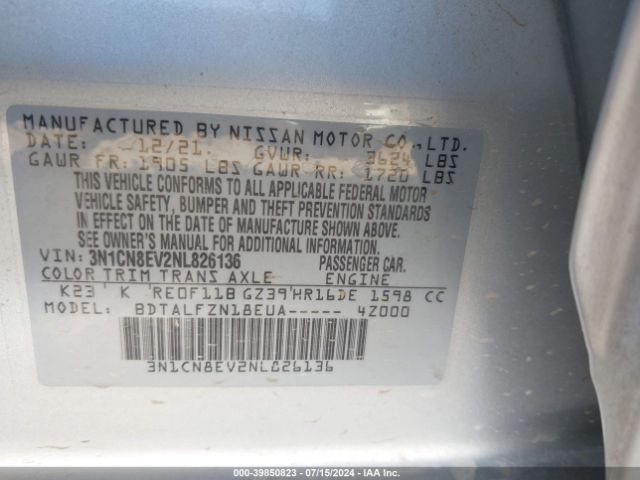 MANUFACTURED BY NISSAN MOTOR CO.,LTD.
DATE: 12/21 GVWR: 3624 LBS
GAWR FR: 1905 LBS GAWR RR: 1720 LBS
THIS VEHICLE CONFORMS TO ALL APPLICABLE FEDERAL MOTOR
VEHICLE SAFETY, BUMPER AND THEFT PREVENTION STANDARDS
IN EFFECT ON THE DATE OF MANUFACTURE SHOWN ABOVE.
SEE OWNER'S MANUAL FOR ADDITIONAL INFORMATION.
VIN: 3N1CN8EV2NL826136 PASSENGER CAR.
COLOR TRIM TRANS AXLE ENGINE
K23 K RE0F11B GZ39 HR16DE 1598 CC
MODEL: BDTALFZN18EUA----- 4Z000
3N1CN8EV2NL826136
000-39850823 - 07/15/2024 - IAA Inc.